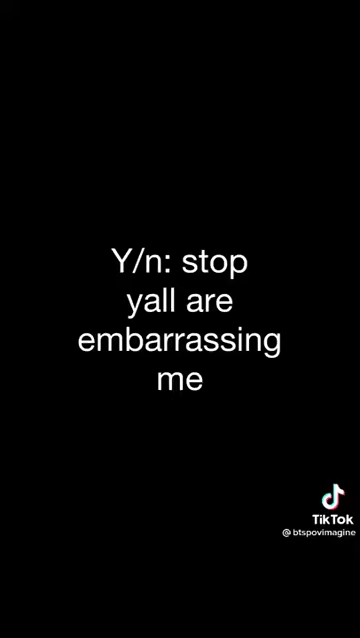 Y/n: stop
yall are
embarrassing
me
TikTok
@btspovimagine